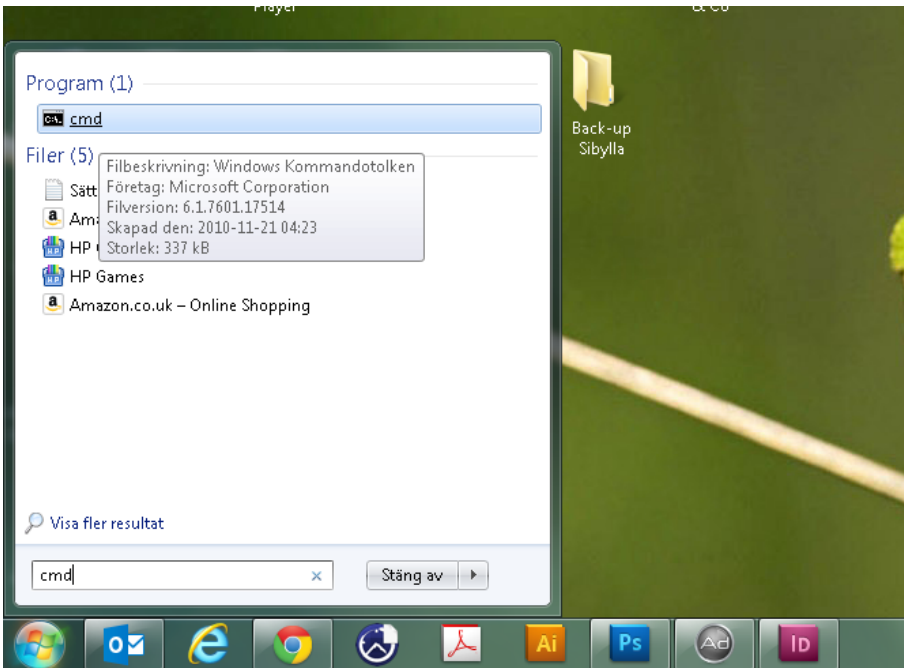 Player
& Co
Program (1)
cmd
Filer (5)
Filbeskrivning: Windows Kommandotolken
Företag: Microsoft Corporation
Filversion: 6.1.7601.17514
Skapad den: 2010-11-21 04:23
Storlek: 337 kB
Sätt
Ama
HP
HP Games
Amazon.co.uk – Online Shopping
Visa fler resultat
cmd
Stäng av
Back-up
Sibylla
Ai
Ps
Ad
ID